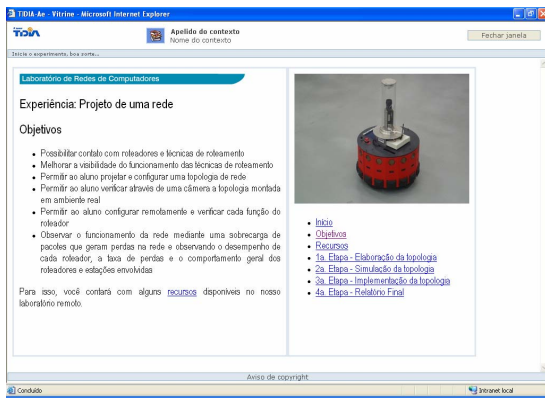 TIDIA-Ae - Vitrine - Microsoft Internet Explorer
TIDIA
Apelido do contexto
Nome do contexto
Fechar janela
Inicie o experimento, boa sorte...
Laboratório de Redes de Computadores
Experiência: Projeto de uma rede
Objetivos
Possibilitar contato com roteadores e técnicas de roteamento
Melhorar a visibilidade do funcionamento das técnicas de roteamento
Permitir ao aluno projetar e configurar uma topologia de rede
Permitir ao aluno verificar através de uma câmera a topologia montada
em ambiente real
Permitir ao aluno configurar remotamente e verificar cada função do
roteador
Observar o funcionamento da rede mediante uma sobrecarga de
pacotes que geram perdas na rede e observando o desempenho de
cada roteador, a taxa de perdas e o comportamento geral dos
roteadores e estações envolvidas
Para isso, você contará com alguns recursos disponíveis no nosso
laboratório remoto.
Início
Objetivos
Recursos
1a. Etapa - Elaboração da topologia
2a. Etapa - Simulação da topologia
3a. Etapa - Implementação da topologia
4a. Etapa - Relatório Final
Aviso de copyright
Concluído
Intranet local